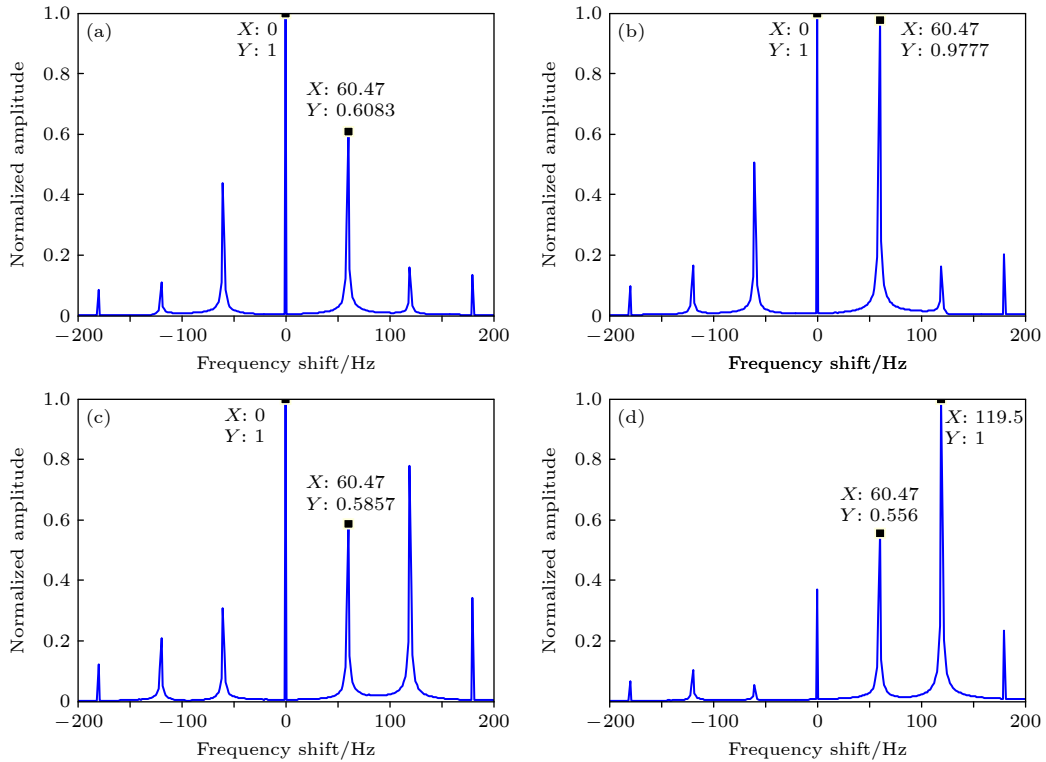 (a)
X: 0
Y: 1
X: 60.47
Y: 0.6083
1.0
0.8
0.6
0.4
0.2
0
Normalized amplitude
−200
−100
0
100
200
Frequency shift/Hz
(b)
X: 0
Y: 1
X: 60.47
Y: 0.9777
1.0
0.8
0.6
0.4
0.2
0
Normalized amplitude
−200
−100
0
100
200
Frequency shift/Hz
(c)
X: 0
Y: 1
X: 60.47
Y: 0.5857
1.0
0.8
0.6
0.4
0.2
0
Normalized amplitude
−200
−100
0
100
200
Frequency shift/Hz
(d)
X: 119.5
Y: 1
X: 60.47
Y: 0.556
1.0
0.8
0.6
0.4
0.2
0
Normalized amplitude
−200
−100
0
100
200
Frequency shift/Hz